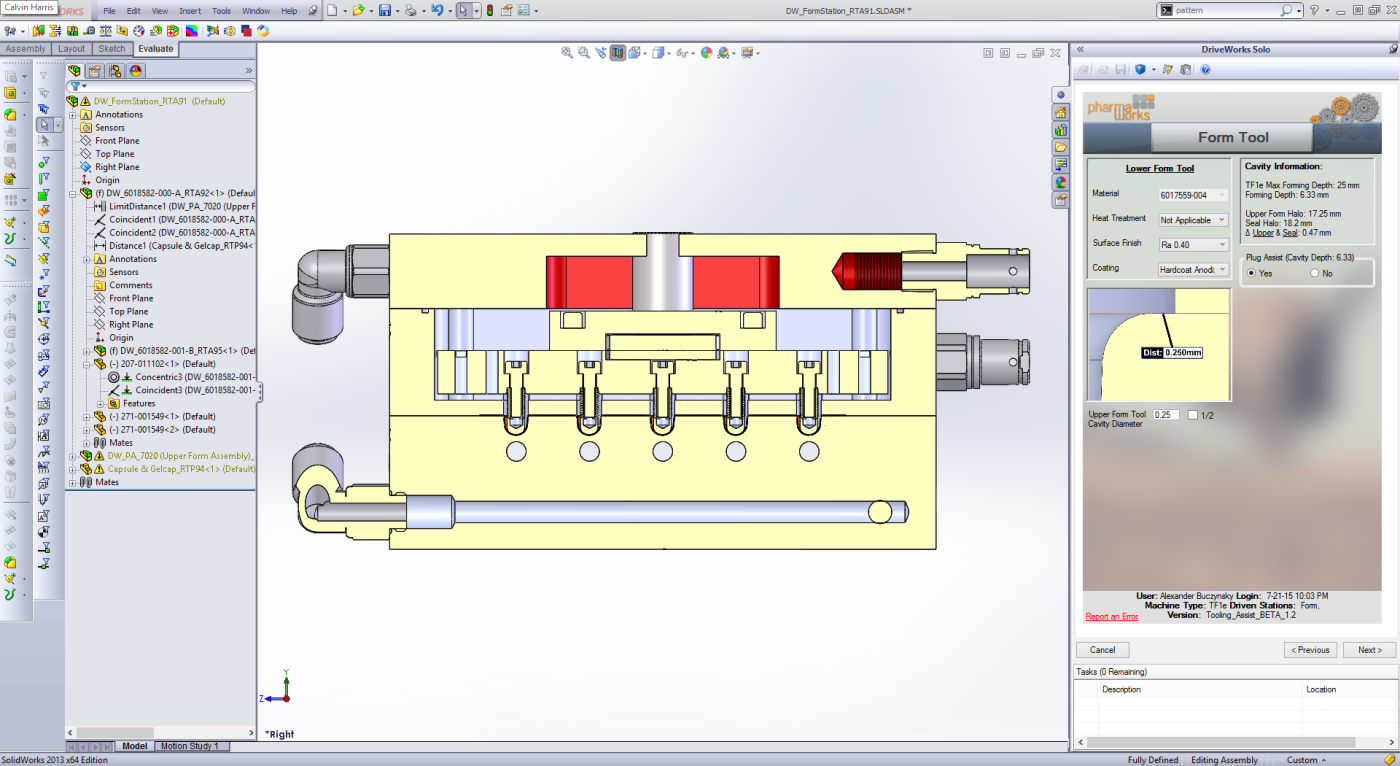 Calvin Harris
ORKS
File Edit View Insert Tools Window Help
DW_FormStation_RTA91.SLDASM *
pattern
Assembly Layout Sketch Evaluate
DriveWorks Solo
DW_FormStation_RTA91 (Default)
Annotations
Sensors
Front Plane
Top Plane
Right Plane
Origin
(f) DW_6018582-000-A_RTA92<1> (Defaul
LimitDistance1 (DW_PA_7020 (Upper F
Coincident1 (DW_6018582-000-A_RTA
Coincident2 (DW_6018582-000-A_RTA
Distance1 (Capsule & Gelcap_RTP94<
Annotations
Sensors
Comments
Front Plane
Top Plane
Right Plane
Origin
(f) DW_6018582-001-B_RTA95<1> (Def
(-) 207-011102<1> (Default)
Concentric3 (DW_6018582-001-
Coincident3 (DW_6018582-001-
Features
(-) 271-001549<1> (Default)
(-) 271-001549<2> (Default)
Mates
DW_PA_7020 (Upper Form Assembly)_
Capsule & Gelcap_RTP94<1> (Default)
Mates
Y
Z
*Right
Model Motion Study 1
SolidWorks 2013 x64 Edition
pharma
works
Form Tool
Lower Form Tool
Material 6017559-004
Heat Treatment Not Applicable
Surface Finish Ra 0.40
Coating Hardcoat Anodi
Cavity Information:
TF1e Max Forming Depth: 25 mm
Forming Depth: 6.33 mm
Upper Form Halo: 17.25 mm
Seal Halo: 18.2 mm
Δ Upper & Seal: 0.47 mm
Plug Assist (Cavity Depth: 6.33)
Yes No
Dist: 0.250mm
Upper Form Tool
Cavity Diameter
0.25 1/2
User: Alexander Buczynsky Login: 7-21-15 10:03 PM
Machine Type: TF1e Driven Stations: Form,
Report an Error Version: Tooling_Assist_BETA_1.2
Cancel < Previous Next >
Tasks (0 Remaining)
Description Location
Fully Defined Editing Assembly Custom